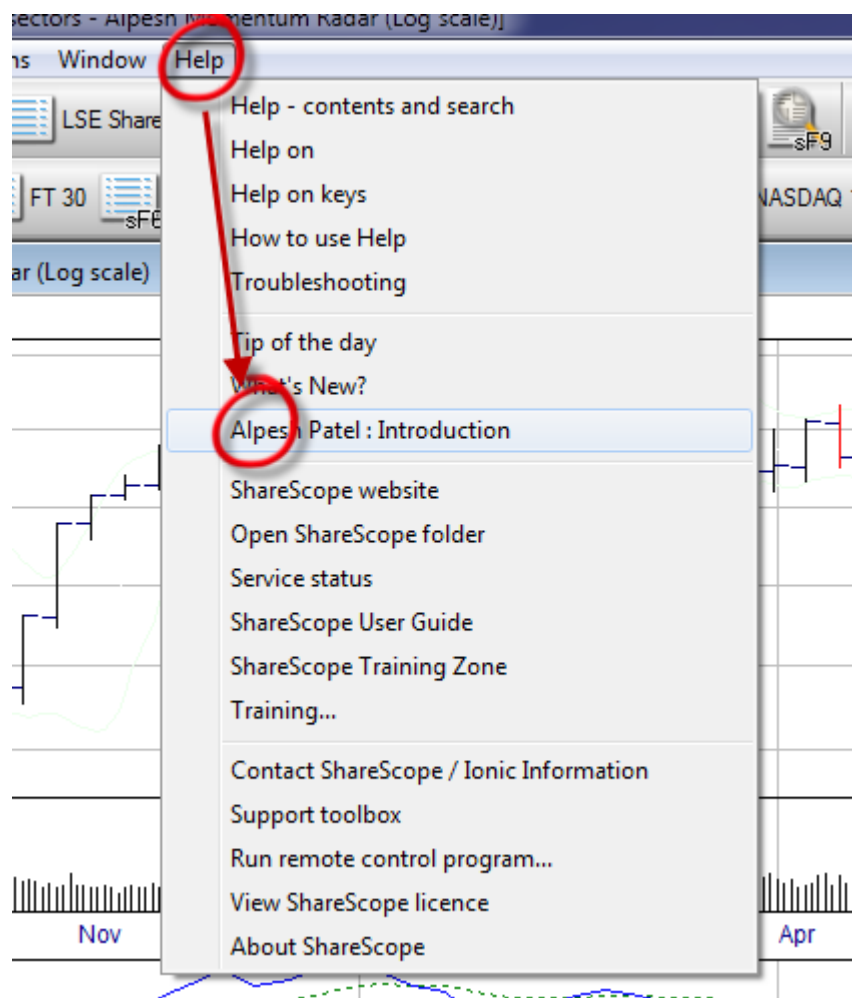 sectors - Alpesh Momentum Radar (Log scale)]
ns Window Help
LSE Share
sF9
FT 30
sF6
NASDAQ
ar (Log scale)
Help - contents and search
Help on
Help on keys
How to use Help
Troubleshooting
Tip of the day
What's New?
Alpesh Patel : Introduction
ShareScope website
Open ShareScope folder
Service status
ShareScope User Guide
ShareScope Training Zone
Training...
Contact ShareScope / Ionic Information
Support toolbox
Run remote control program...
View ShareScope licence
About ShareScope
Nov
Apr